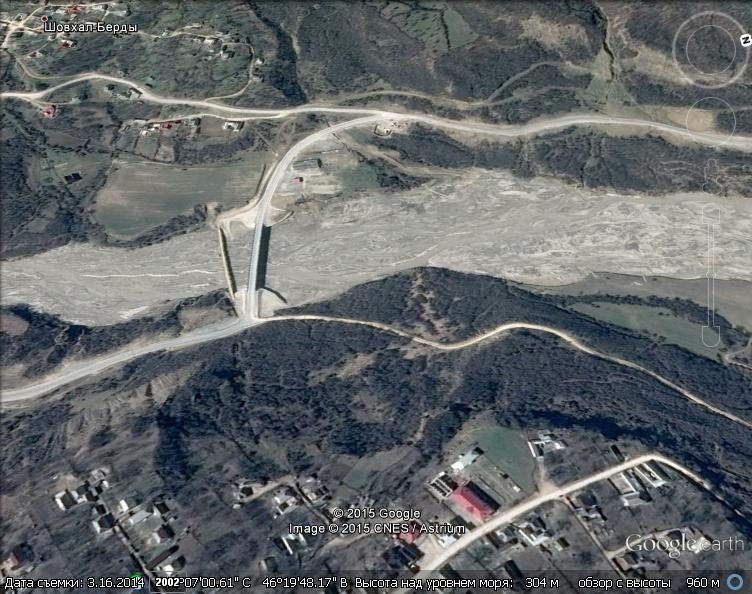 N
Шовхал-Берды
© 2015 Google
Image © 2015 CNES / Astrium
Google earth
Дата съемки: 3.16.2014 2002 °07'00.61" С 46°19'48.17" В Высота над уровнем моря: 304 м обзор с высоты 960 м